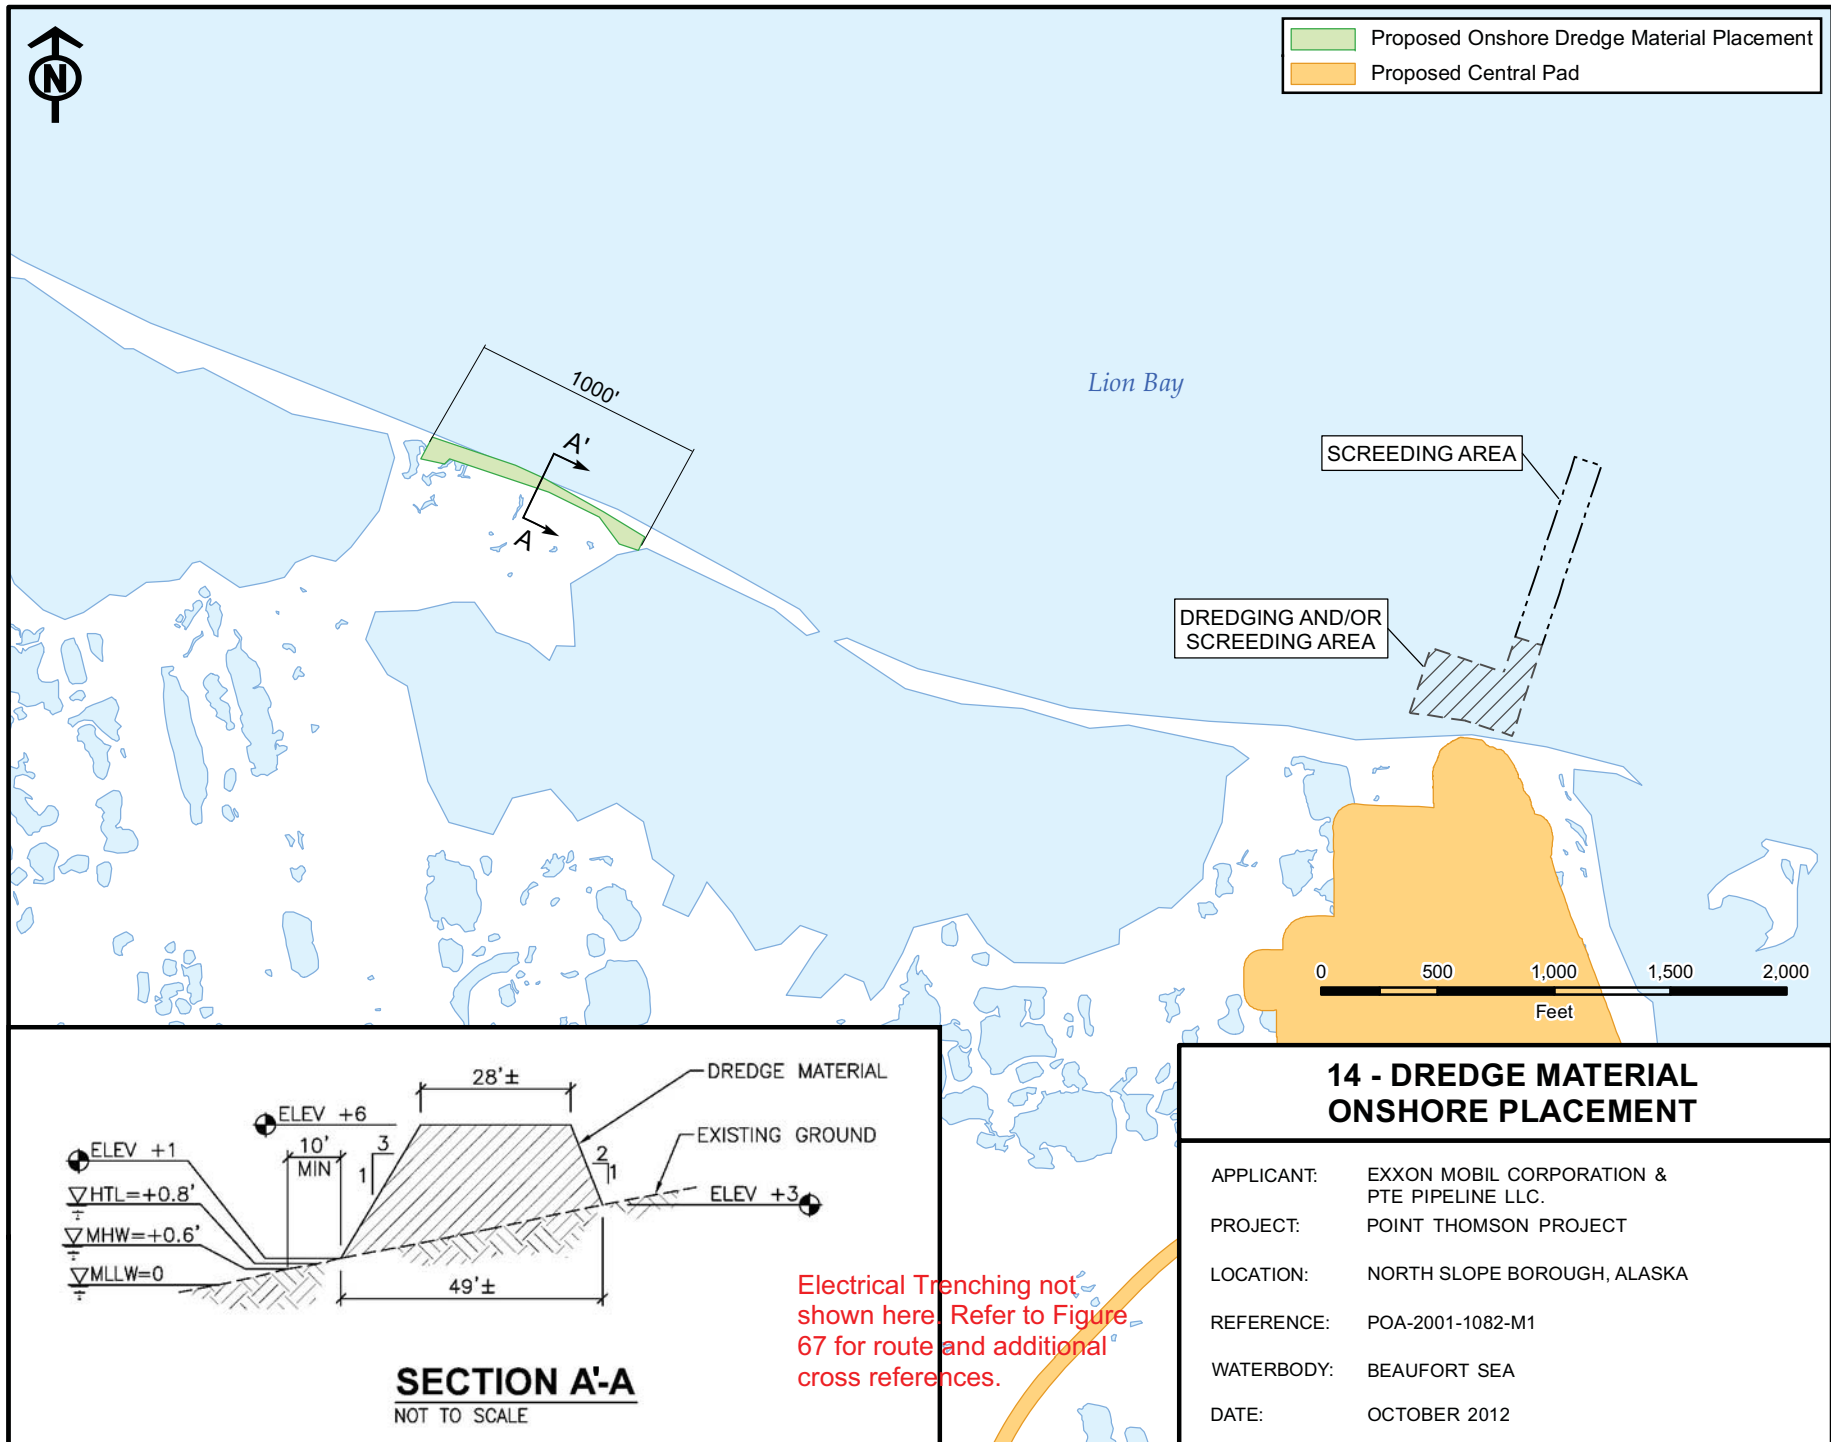 N
Proposed Onshore Dredge Material Placement
Proposed Central Pad
1000'
A'
A
Lion Bay
SCREEDING AREA
DREDGING AND/OR
SCREEDING AREA
0 500 1,000 1,500 2,000
Feet
28'±
DREDGE MATERIAL
ELEV +6
EXISTING GROUND
ELEV +1
10'
MIN
3
1
2
1
HTL=+0.8'
ELEV +3
MHW=+0.6'
MLLW=0
49'±
SECTION A'-A
NOT TO SCALE
Electrical Trenching not
shown here. Refer to Figure
67 for route and additional
cross references.
14 - DREDGE MATERIAL
ONSHORE PLACEMENT
APPLICANT: EXXON MOBIL CORPORATION &
PTE PIPELINE LLC.
PROJECT: POINT THOMSON PROJECT
LOCATION: NORTH SLOPE BOROUGH, ALASKA
REFERENCE: POA-2001-1082-M1
WATERBODY: BEAUFORT SEA
DATE: OCTOBER 2012